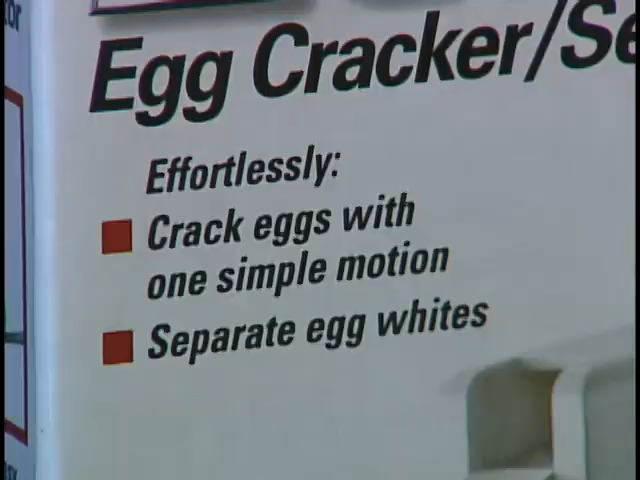 Egg Cracker/Se
Effortlessly:
Crack eggs with
one simple motion
Separate egg whites